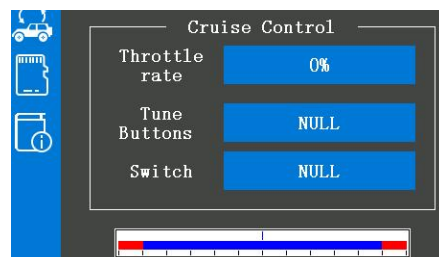 Cruise Control
Throttle
rate
0%
Tune
Buttons
NULL
Switch
NULL